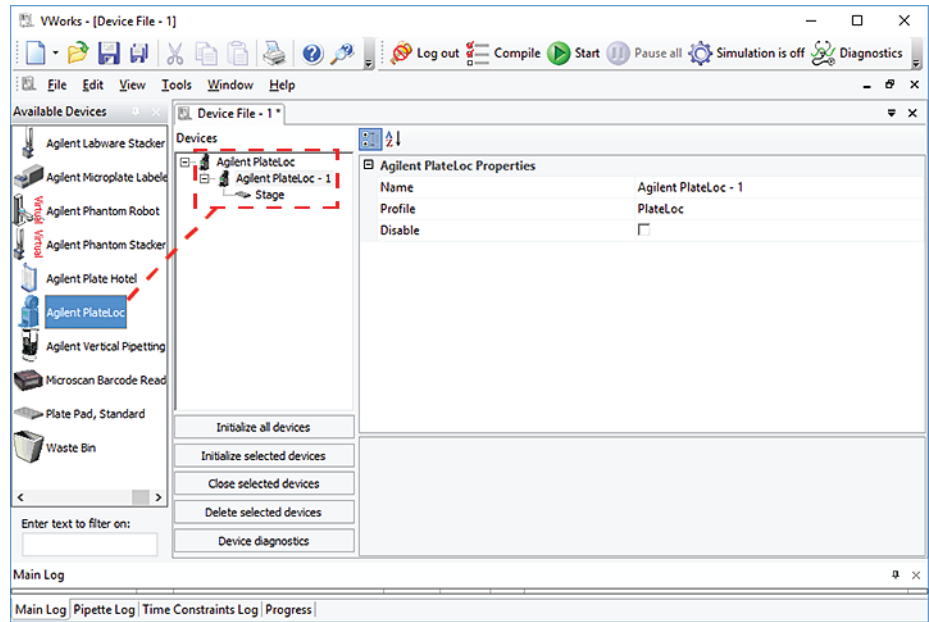 VWorks - [Device File - 1]
Log out Compile Start Pause all Simulation is off Diagnostics
File Edit View Tools Window Help
Available Devices
Device File - 1 *
Agilent Labware Stacker
Agilent Microplate Labele
Virtual Agilent Phantom Robot
Virtual Agilent Phantom Stacker
Agilent Plate Hotel
Agilent PlateLoc
Agilent Vertical Pipetting
Microscan Barcode Read
Plate Pad, Standard
Waste Bin
Enter text to filter on:
Devices
Agilent PlateLoc
Agilent PlateLoc - 1
Stage
Initialize all devices
Initialize selected devices
Close selected devices
Delete selected devices
Device diagnostics
Agilent PlateLoc Properties
Name Agilent PlateLoc - 1
Profile PlateLoc
Disable
Main Log
Main Log Pipette Log Time Constraints Log Progress